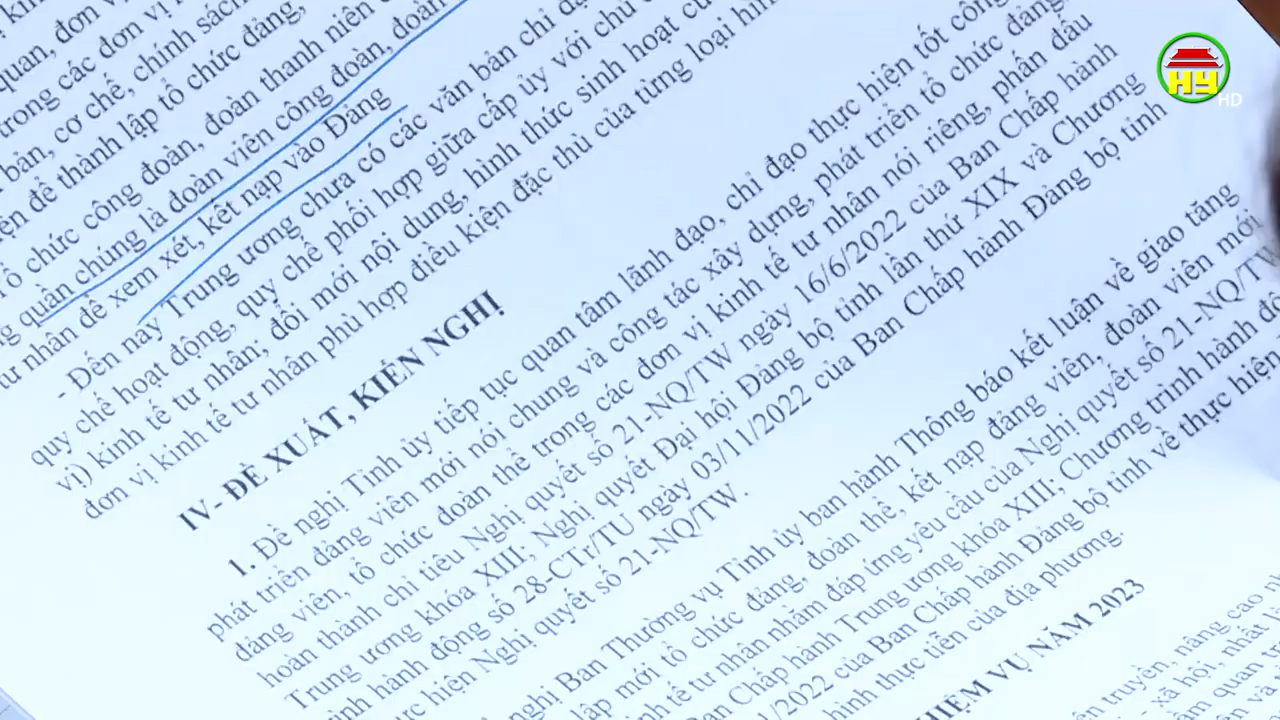 quan, đơn vị
trong các đơn vị
bản, cơ chế, chính sách
để thành lập tổ chức đảng,
tổ chức công đoàn, đoàn thanh niên
quần chúng là đoàn viên công đoàn, đoàn
tư nhân để xem xét, kết nạp vào Đảng
- Đến nay Trung ương chưa có các văn bản chỉ
quy chế hoạt động, quy chế phối hợp giữa cấp ủy với chủ
vị) kinh tế tư nhân; đổi mới nội dung, hình thức sinh hoạt
đơn vị kinh tế tư nhân phù hợp điều kiện đặc thù của từng loại
IV- ĐỀ XUẤT, KIẾN NGHỊ
1. Đề nghị Tỉnh ủy tiếp tục quan tâm lãnh đạo, chỉ đạo thực hiện tốt công
phát triển đảng viên mới nói chung và công tác xây dựng, phát triển tổ chức đảng,
đảng viên, tổ chức đoàn thể trong các đơn vị kinh tế tư nhân nói riêng, phấn đấu
hoàn thành chỉ tiêu Nghị quyết số 21-NQ/TW ngày 16/6/2022 của Ban Chấp hành
Trung ương khóa XIII; Nghị quyết Đại hội Đảng bộ tỉnh lần thứ XIX và Chương
hành động số 28-CTr/TU ngày 03/11/2022 của Ban Chấp hành Đảng bộ tỉnh
hiện Nghị quyết số 21-NQ/TW.
nghị Ban Thường vụ Tỉnh ủy ban hành Thông báo kết luận về giao tăng
mới tổ chức đảng, đoàn thể, kết nạp đảng viên, đoàn viên mới
tế tư nhân nhằm đáp ứng yêu cầu của Nghị quyết số 21-NQ/TW
Ban Chấp hành Trung ương khóa XIII; Chương trình hành
/2022 của Ban Chấp hành Đảng bộ tỉnh về thực hiện
hình thực tiễn của địa phương.
VỤ NĂM 2023
truyền, nâng cao
xã hội, nhất
quan
HY
HD